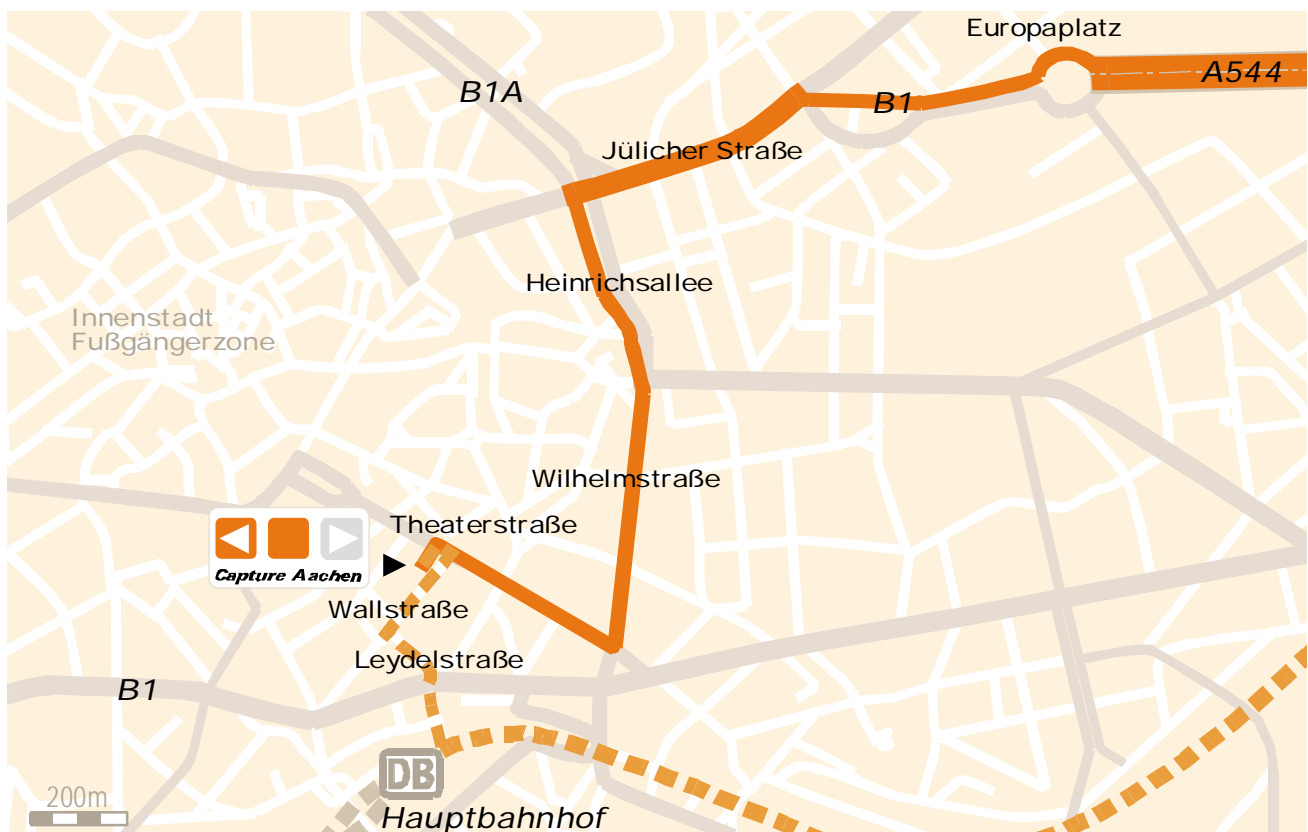 Europaplatz
A544
B1A
B1
Jülicher Straße
Heinrichsallee
Innenstadt
Fußgängerzone
Wilhelmstraße
Theaterstraße
Capture Aachen
Wallstraße
Leydelstraße
B1
DB
200m
Hauptbahnhof